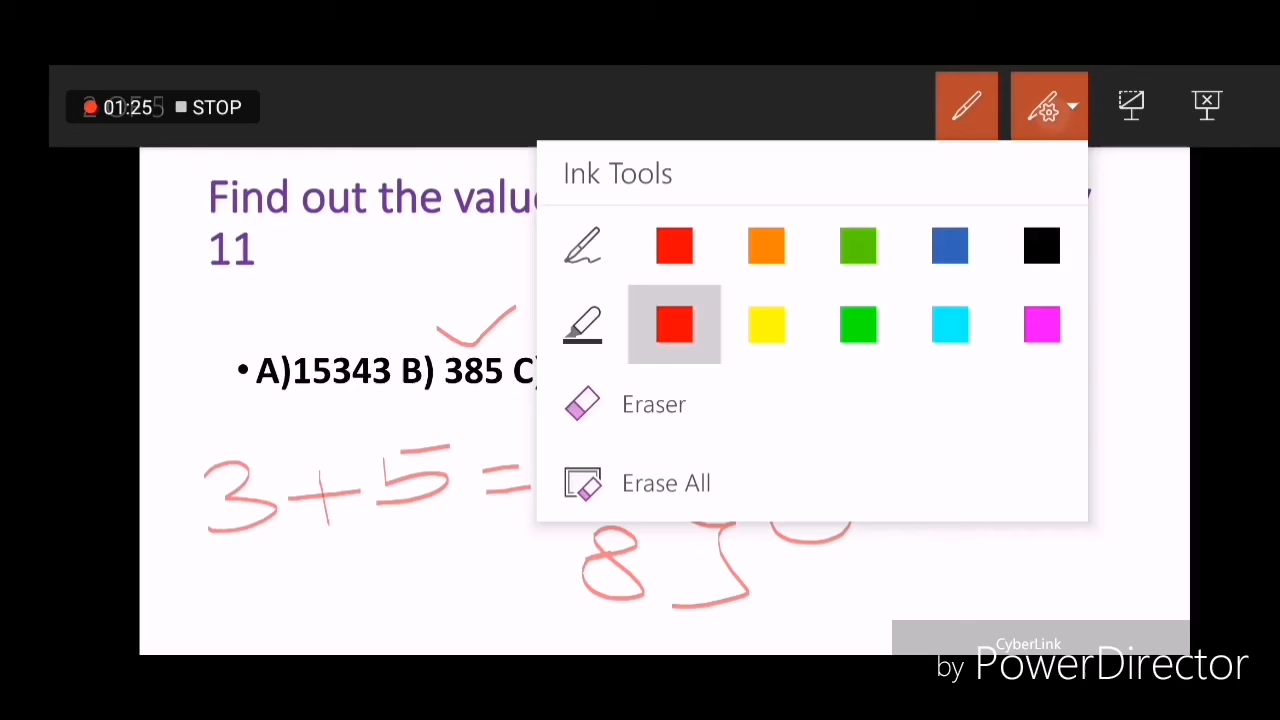 01:25 STOP
Ink Tools
Find out the value
11
• A)15343 B) 385 C)
Eraser
Erase All
3 + 5 =
8
CyberLink
by PowerDirector